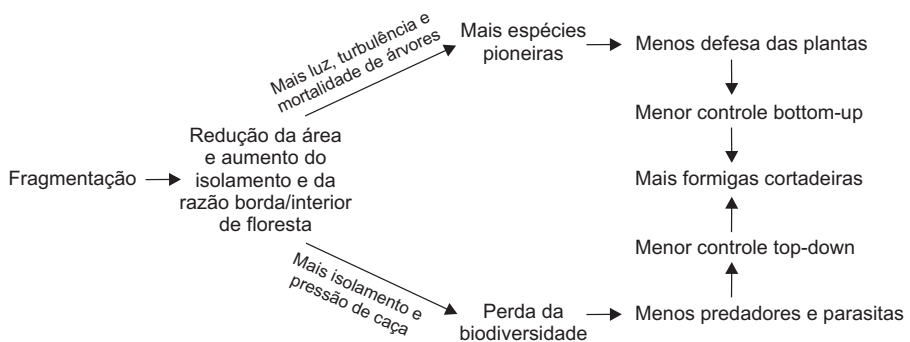 Fragmentação
Redução da área
e aumento do
isolamento e da
razão borda/interior
de floresta
Mais luz, turbulência e
mortalidade de árvores
Mais espécies
pioneiras
Menos defesa das plantas
Menor controle bottom-up
Mais formigas cortadeiras
Menor controle top-down
Mais isolamento e
pressão de caça
Perda da
biodiversidade
Menos predadores e parasitas